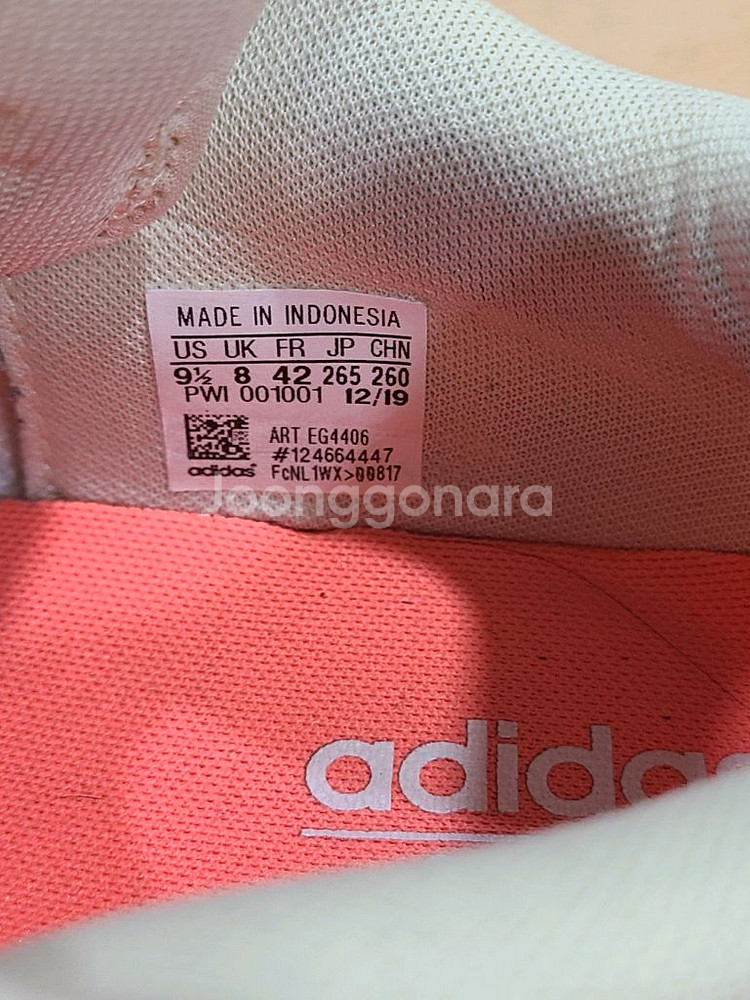 MADE IN INDONESIA
US UK FR JP CHN
9½ 8 42 265 260
PWI 001001 12/19
ART EG4406
#124664447
adidas FcNL1WX>00817
Joonggonara
adidas